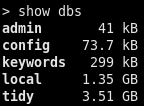 > show dbs
admin 41 kB
config 73.7 kB
keywords 299 kB
local 1.35 GB
tidy 3.51 GB